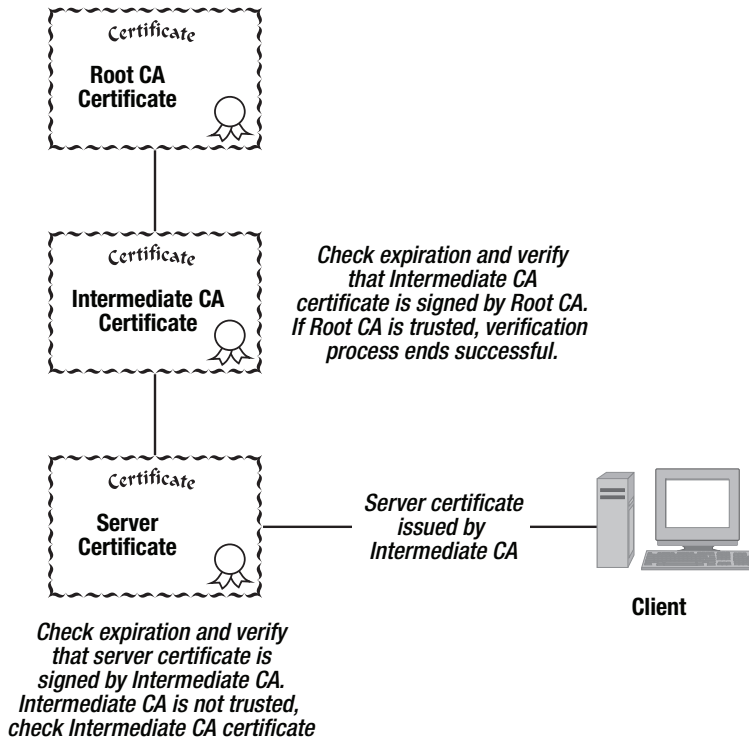 Certificate
Root CA
Certificate
Certificate
Intermediate CA
Certificate
Check expiration and verify
that Intermediate CA
certificate is signed by Root CA.
If Root CA is trusted, verification
process ends successful.
Certificate
Server
Certificate
Server certificate
issued by
Intermediate CA
Client
Check expiration and verify
that server certificate is
signed by Intermediate CA.
Intermediate CA is not trusted,
check Intermediate CA certificate